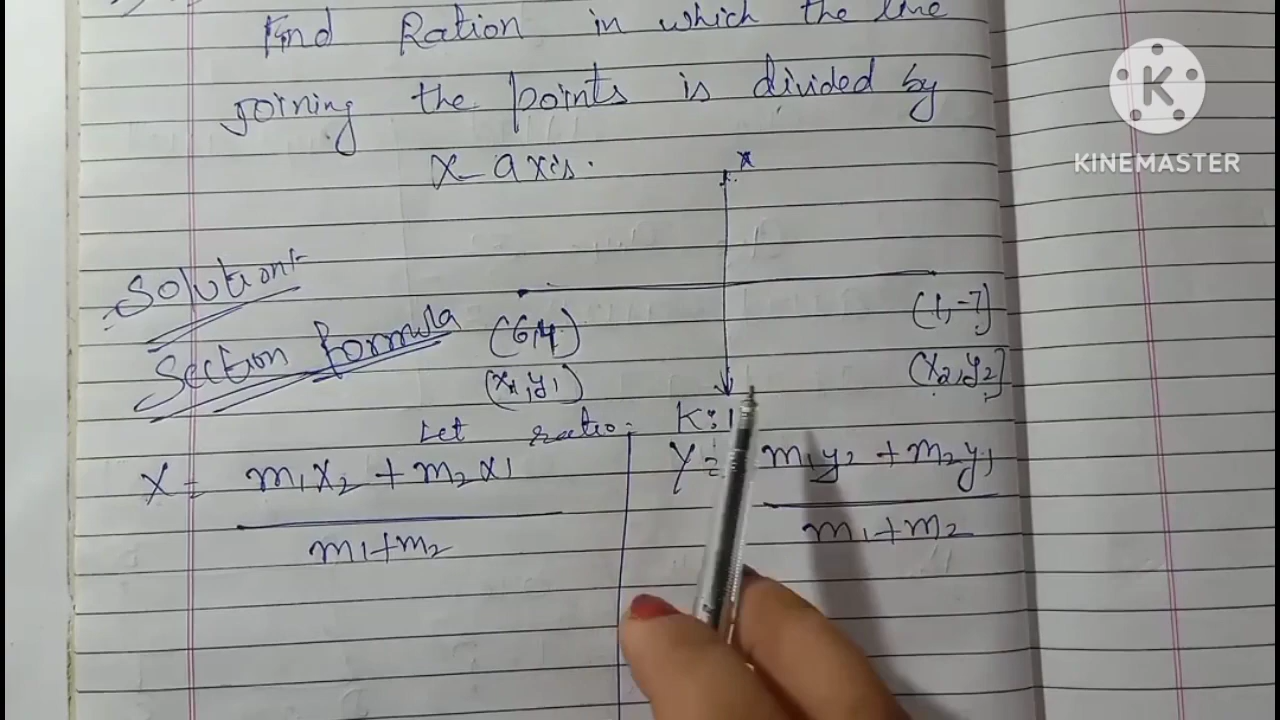 Find Ration in which the line
joining the points is divided by
x-axis.
x
Solution:-
Section formula
(6,4)
(1,-7)
(x1,y1)
(x2,y2)
Let ratio = K:1
X = m1x2 + m2x1
m1+m2
Y = m1y2 + m2y1
m1+m2
K
KINEMASTER